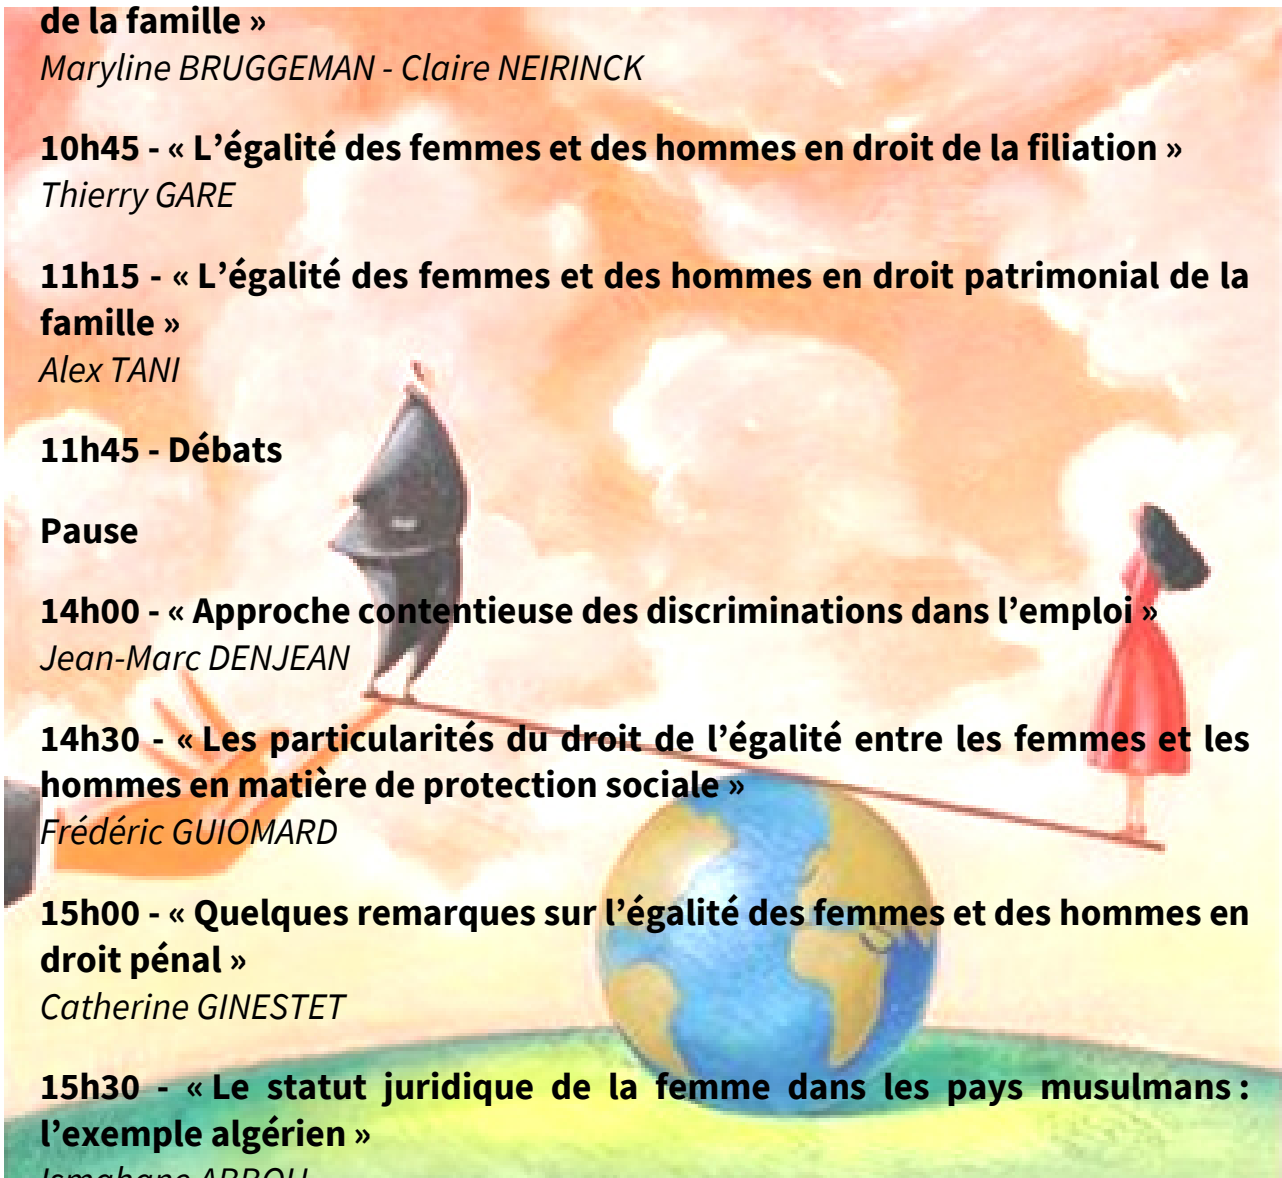 de la famille »
Maryline BRUGGEMAN - Claire NEIRINCK
10h45 - « L’égalité des femmes et des hommes en droit de la filiation »
Thierry GARE
11h15 - « L’égalité des femmes et des hommes en droit patrimonial de la
famille »
Alex TANI
11h45 - Débats
Pause
14h00 - « Approche contentieuse des discriminations dans l’emploi »
Jean-Marc DENJEAN
14h30 - « Les particularités du droit de l’égalité entre les femmes et les
hommes en matière de protection sociale »
Frédéric GUIOMARD
15h00 - « Quelques remarques sur l’égalité des femmes et des hommes en
droit pénal »
Catherine GINESTET
15h30 - « Le statut juridique de la femme dans les pays musulmans :
l’exemple algérien »